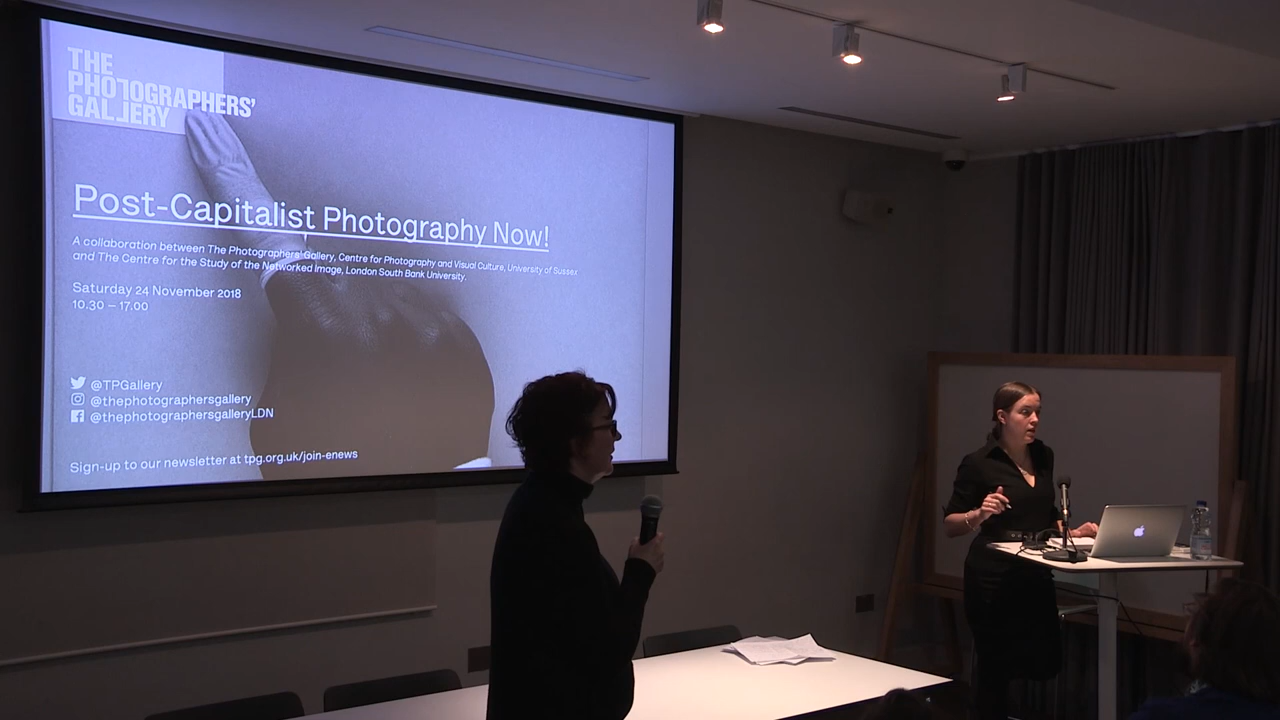 THE
PHOTOGRAPHERS'
GALLERY
Post-Capitalist Photography Now!
A collaboration between The Photographers' Gallery, Centre for Photography and Visual Culture, University of Sussex
and The Centre for the Study of the Networked Image, London South Bank University.
Saturday 24 November 2018
10.30 – 17.00
@TPGallery
@thephotographersgallery
@thephotographersgalleryLDN
Sign-up to our newsletter at tpg.org.uk/join-enews